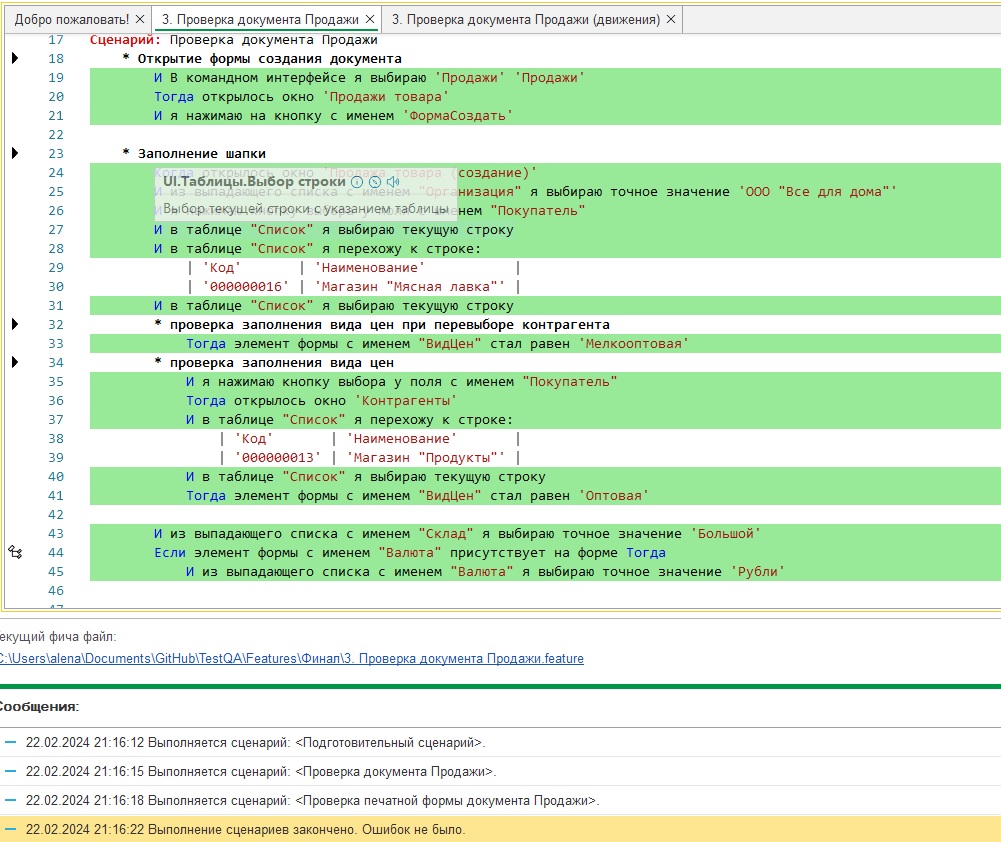 Добро пожаловать! × 3. Проверка документа Продажи × 3. Проверка документа Продажи (движения) ×
17 Сценарий: Проверка документа Продажи
18 * Открытие формы создания документа
19 И В командном интерфейсе я выбираю 'Продажи' 'Продажи'
20 Тогда открылось окно 'Продажи товара'
21 И я нажимаю на кнопку с именем 'ФормаСоздать'
22
23 * Заполнение шапки
24 Когда открылось окно 'Продажа товара (создание)'
UI.Таблицы.Выбор строки
25 И из выпадающего списка с именем "Организация" я выбираю точное значение 'ООО "Все для дома"'
Выбор текущей строки с указанием таблицы
26 И я нажимаю кнопку выбора у поля с именем "Покупатель"
27 И в таблице "Список" я выбираю текущую строку
28 И в таблице "Список" я перехожу к строке:
29 | 'Код' | 'Наименование' |
30 | '000000016' | 'Магазин "Мясная лавка"' |
31 И в таблице "Список" я выбираю текущую строку
32 * проверка заполнения вида цен при перевыборе контрагента
33 Тогда элемент формы с именем "ВидЦен" стал равен 'Мелкооптовая'
34 * проверка заполнения вида цен
35 И я нажимаю кнопку выбора у поля с именем "Покупатель"
36 Тогда открылось окно 'Контрагенты'
37 И в таблице "Список" я перехожу к строке:
38 | 'Код' | 'Наименование' |
39 | '000000013' | 'Магазин "Продукты"' |
40 И в таблице "Список" я выбираю текущую строку
41 Тогда элемент формы с именем "ВидЦен" стал равен 'Оптовая'
42
43 И из выпадающего списка с именем "Склад" я выбираю точное значение 'Большой'
44 Если элемент формы с именем "Валюта" присутствует на форме Тогда
45 И из выпадающего списка с именем "Валюта" я выбираю точное значение 'Рубли'
46
47
екущий фича файл:
C:\Users\alena\Documents\GitHub\TestQA\Features\Финал\3. Проверка документа Продажи.feature
Сообщения:
22.02.2024 21:16:12 Выполняется сценарий: <Подготовительный сценарий>.
22.02.2024 21:16:15 Выполняется сценарий: <Проверка документа Продажи>.
22.02.2024 21:16:18 Выполняется сценарий: <Проверка печатной формы документа Продажи>.
22.02.2024 21:16:22 Выполнение сценариев закончено. Ошибок не было.